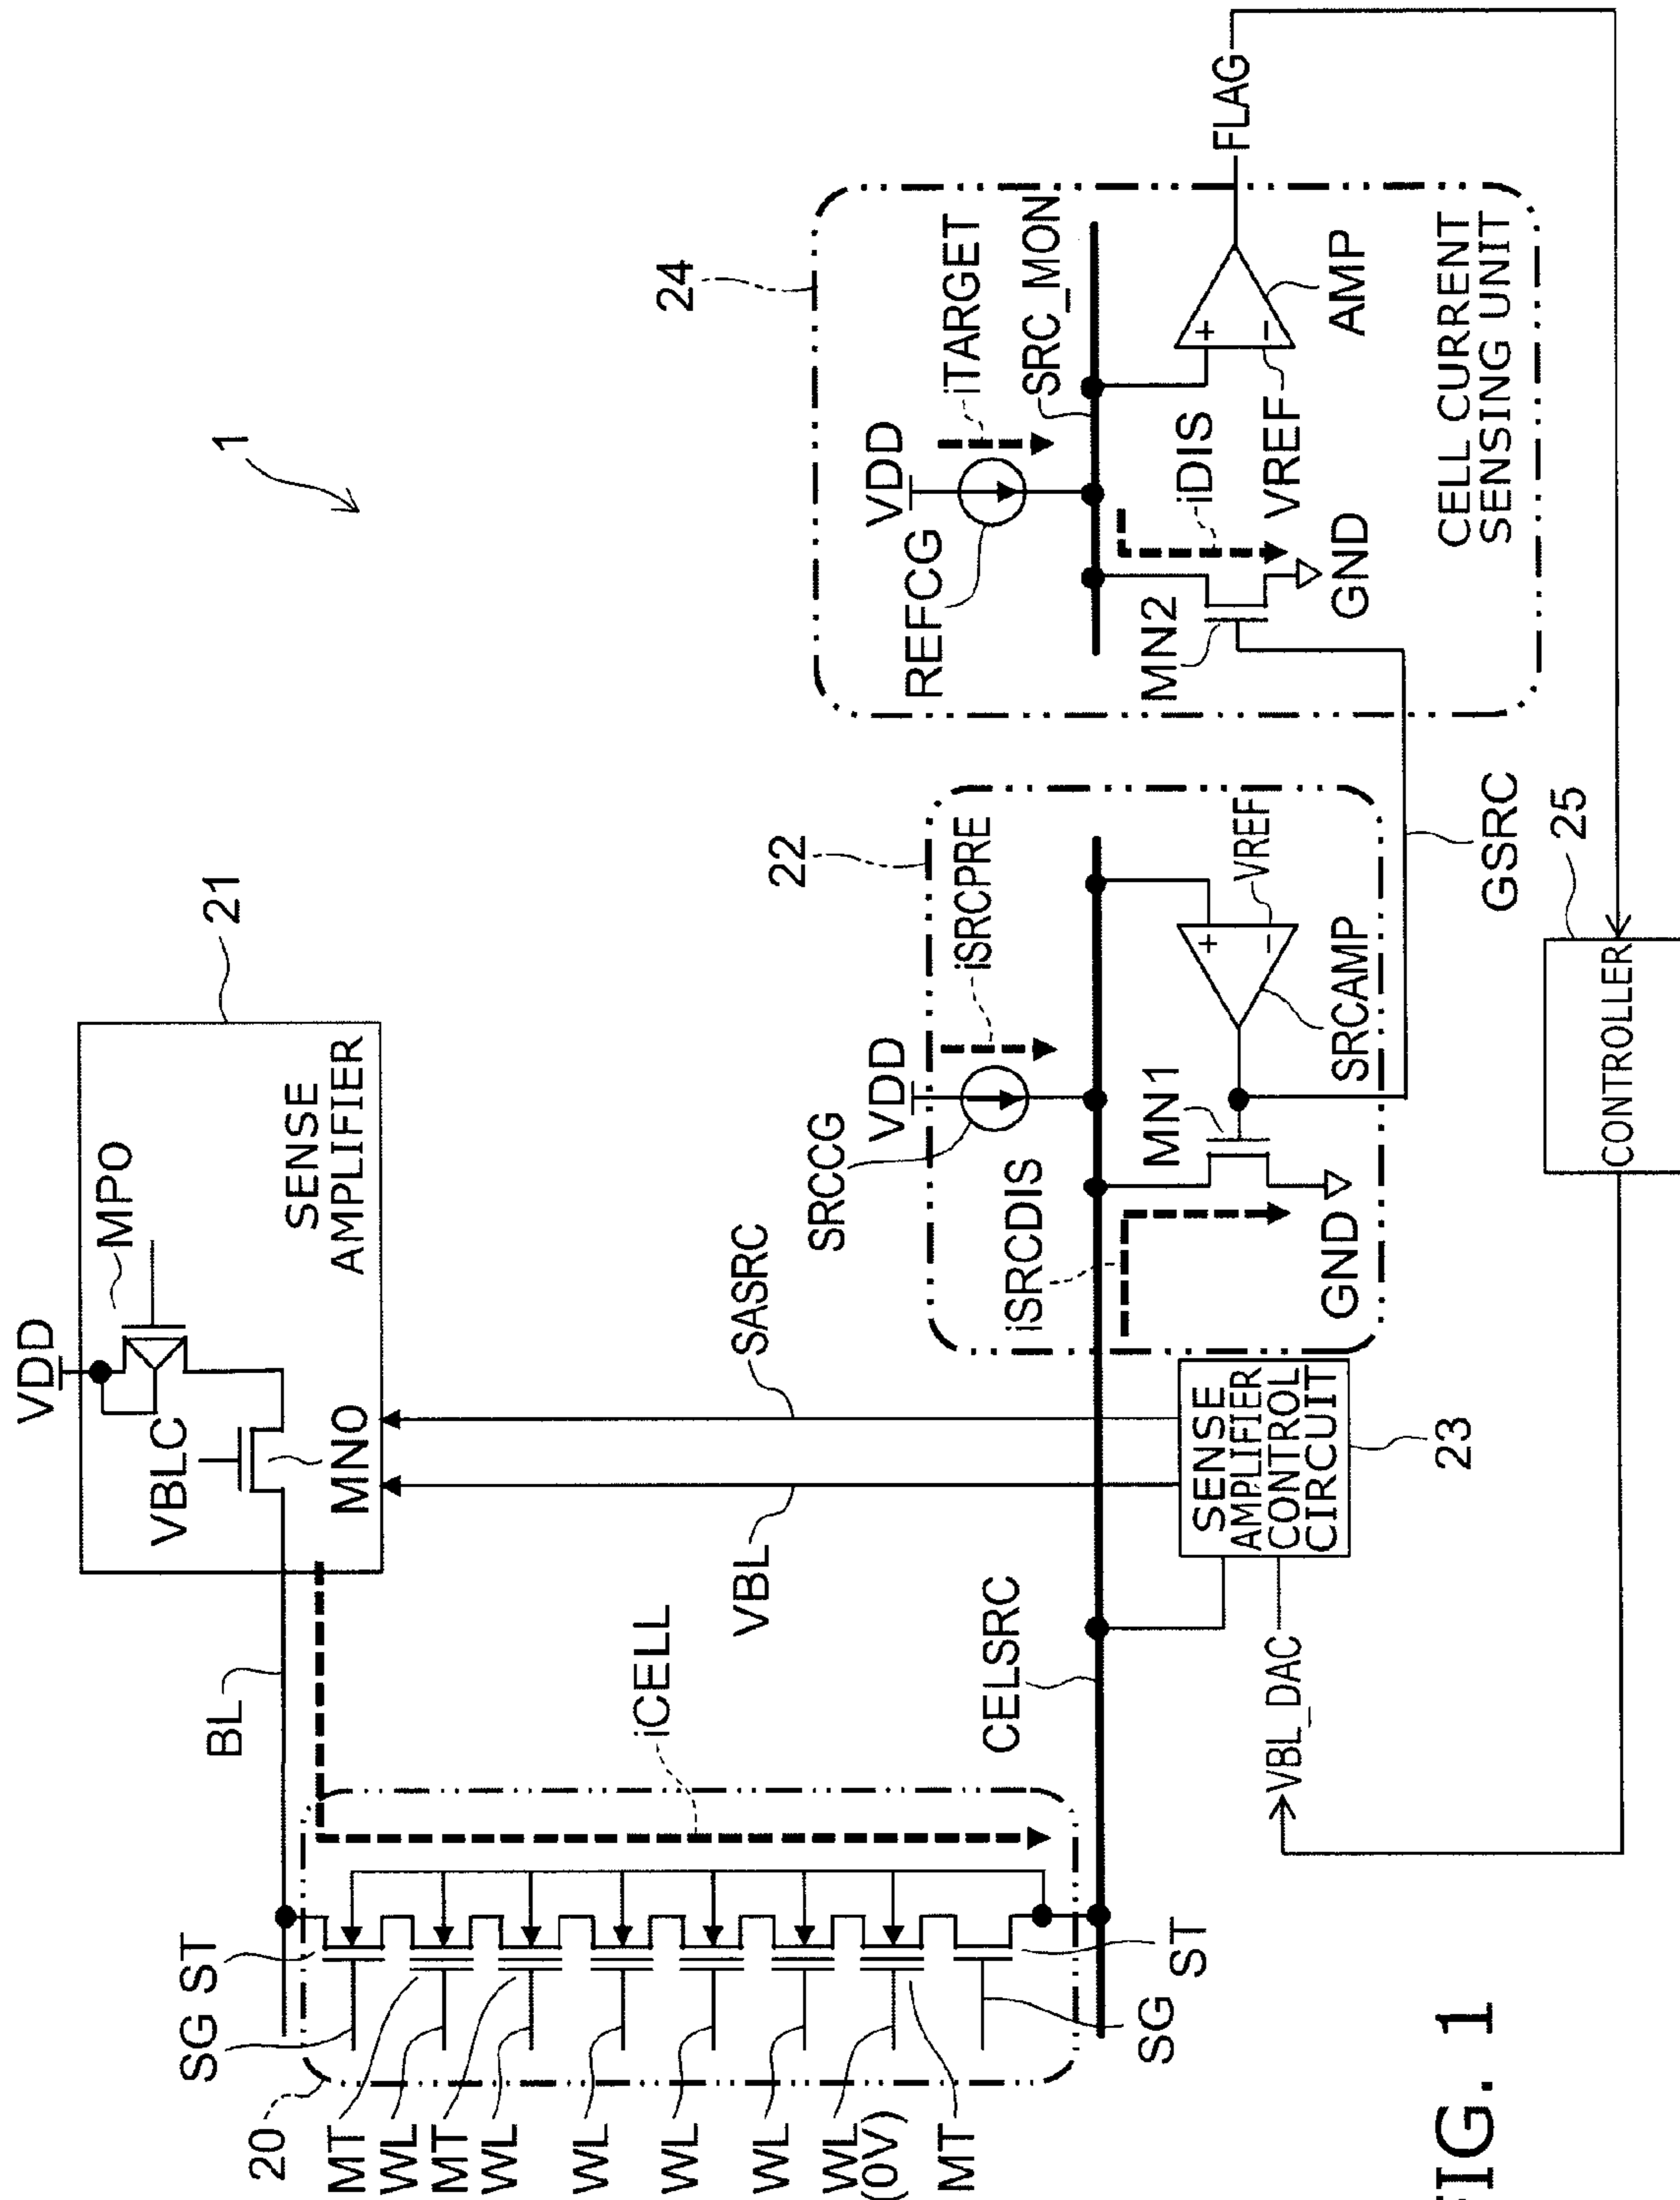 1
VDD
MPO
VBLC
MNO
SENSE
AMPLIFIER
21
BL
iCELL
VBL
SASRC
SG
ST
20
MT
WL
MT
WL
WL
WL
WL
WL
(0V)
MT
SG
ST
CELSRC
SENSE
AMPLIFIER
CONTROL
CIRCUIT
23
VBL_DAC
22
VDD
SRCCG
iSRCPRE
iSRCDIS
MN1
GND
+
−
VREF
SRCAMP
GSRC
24
VDD
REFCG
iTARGET
SRC_MON
MN2
iDIS
GND
+
−
VREF
AMP
FLAG
CELL CURRENT
SENSING UNIT
25
CONTROLLER
FIG. 1